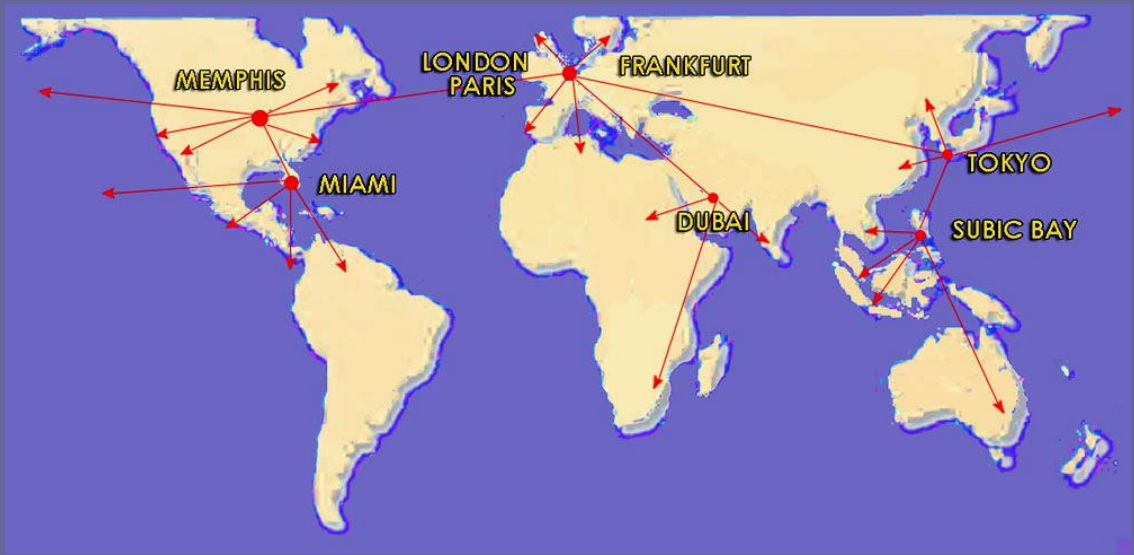 MEMPHIS
LONDON
PARIS
FRANKFURT
MIAMI
DUBAI
TOKYO
SUBIC BAY